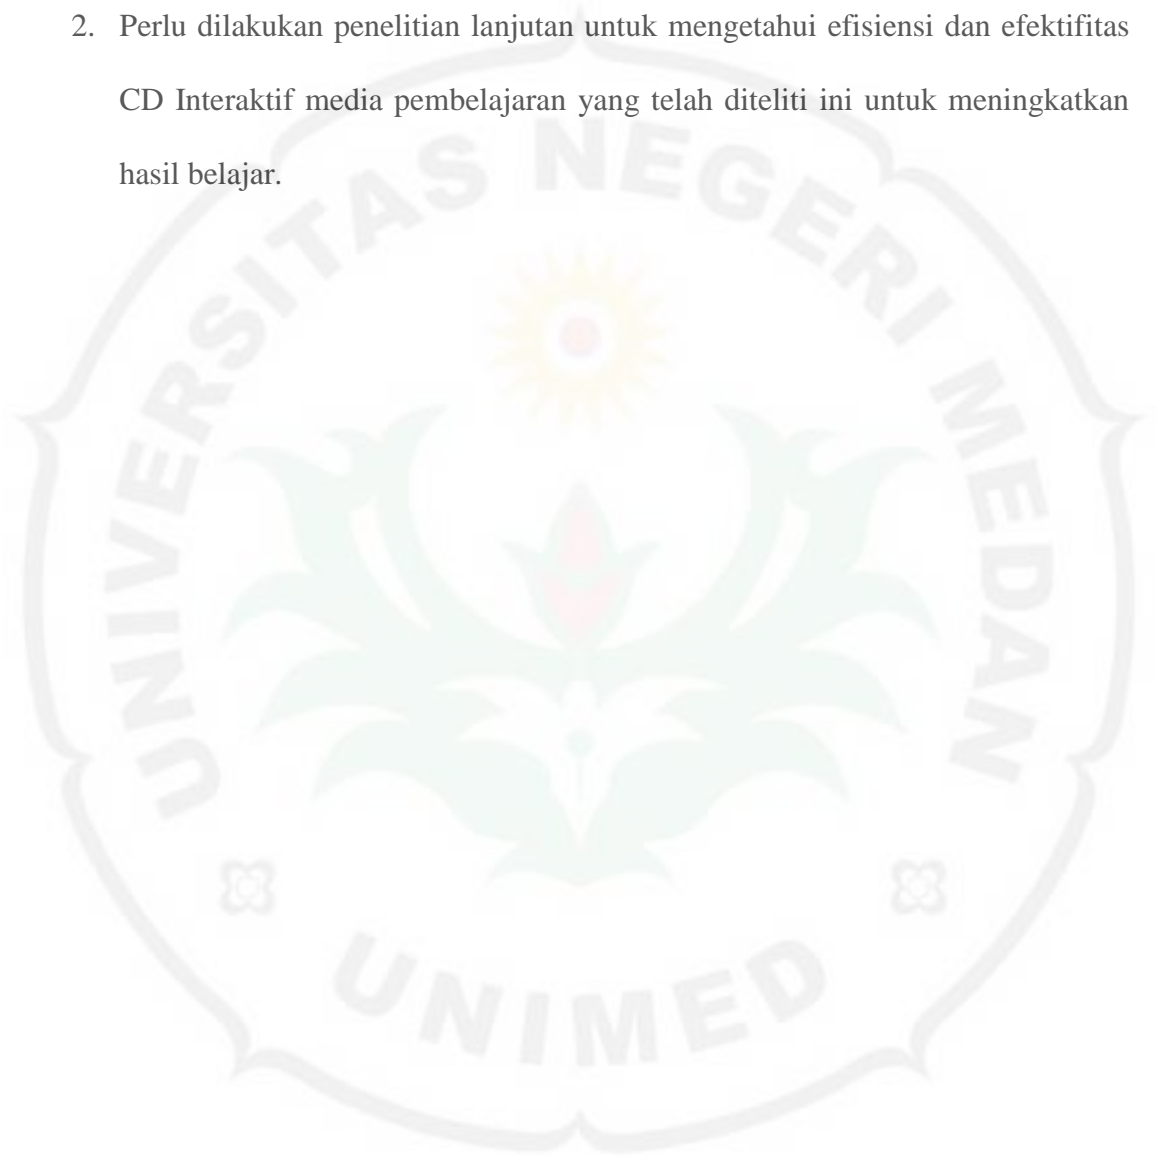 2. Perlu dilakukan penelitian lanjutan untuk mengetahui efisiensi dan efektifitas
CD Interaktif media pembelajaran yang telah diteliti ini untuk meningkatkan
hasil belajar.
UNIVERSITAS NEGERI MEDAN
UNIMED